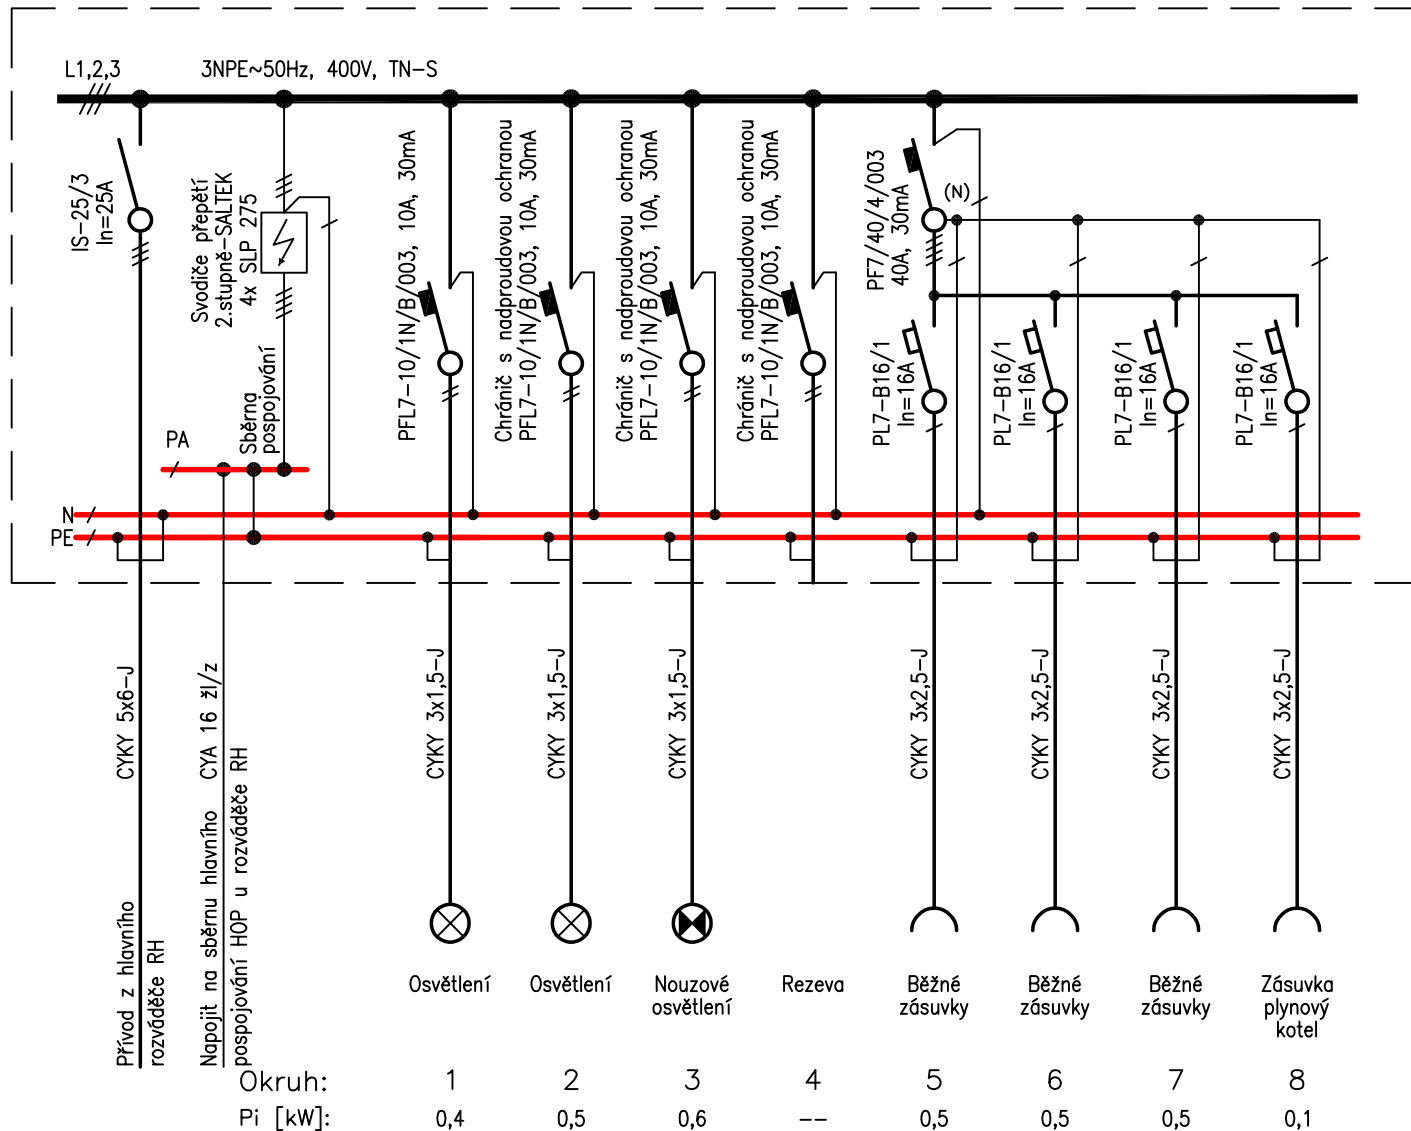 L1,2,3
3NPE~50Hz, 400V, TN-S
IS-25/3
In=25A
Svodiče přepětí
2.stupně-SALTEK
4x SLP 275
Sběrna
pospojování
PA
N
PE
PFL7-10/1N/B/003, 10A, 30mA
Chránič s nadproudovou ochranou
PFL7-10/1N/B/003, 10A, 30mA
Chránič s nadproudovou ochranou
PFL7-10/1N/B/003, 10A, 30mA
Chránič s nadproudovou ochranou
PFL7-10/1N/B/003, 10A, 30mA
PF7/40/4/003
40A, 30mA
(N)
PL7-B16/1
In=16A
PL7-B16/1
In=16A
PL7-B16/1
In=16A
PL7-B16/1
In=16A
Přívod z hlavního
rozváděče RH
CYKY 5x6-J
Napojit na sběrnu hlavního CYA 16 žl/z
pospojování HOP u rozváděče RH
CYKY 3x1,5-J
CYKY 3x1,5-J
CYKY 3x1,5-J
CYKY 3x2,5-J
CYKY 3x2,5-J
CYKY 3x2,5-J
CYKY 3x2,5-J
Osvětlení
Osvětlení
Nouzové
osvětlení
Rezeva
Běžné
zásuvky
Běžné
zásuvky
Běžné
zásuvky
Zásuvka
plynový
kotel
Okruh: 1 2 3 4 5 6 7 8
Pi [kW]: 0,4 0,5 0,6 -- 0,5 0,5 0,5 0,1